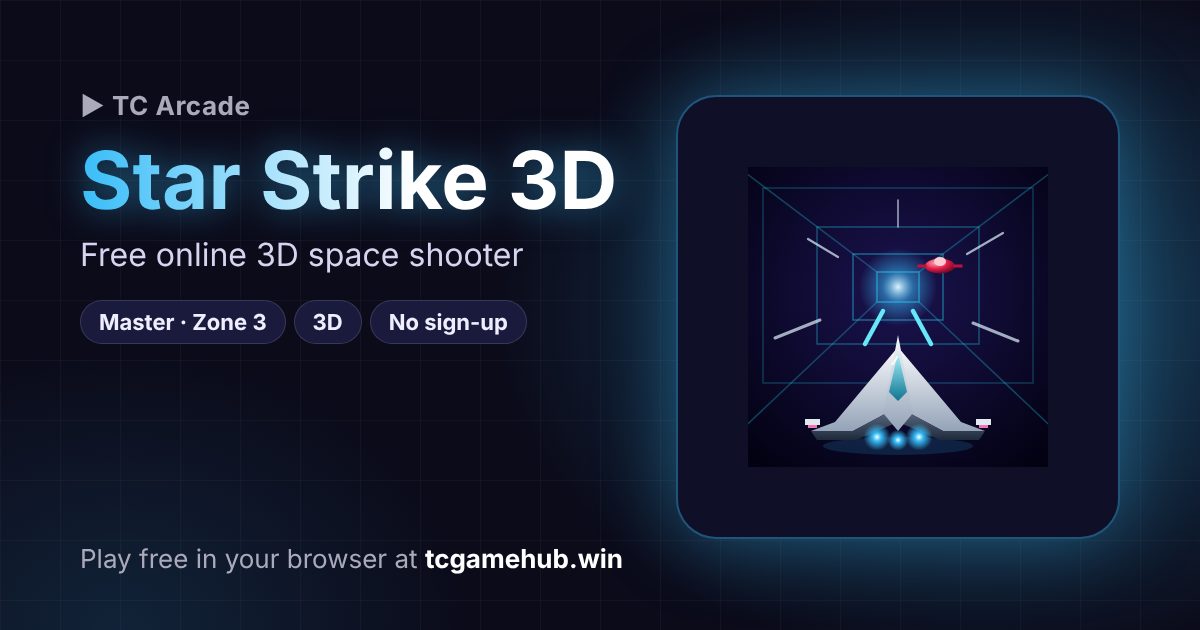 ▶ TC Arcade
Star Strike 3D
Free online 3D space shooter
Master · Zone 3 3D No sign-up
Play free in your browser at tcgamehub.win